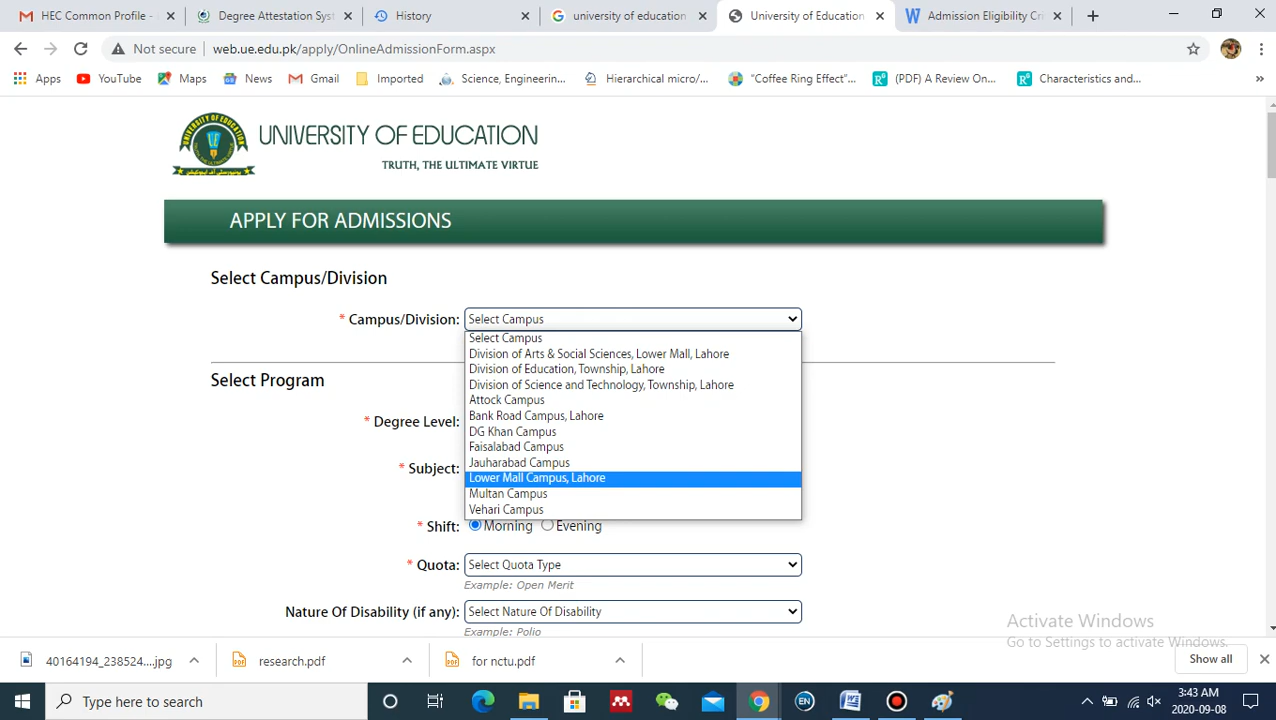 HEC Common Profile -
Degree Attestation Sys
History
university of education
University of Education
Admission Eligibility Cri
Not secure
web.ue.edu.pk/apply/OnlineAdmissionForm.aspx
Apps
YouTube
Maps
News
Gmail
Imported
Science, Engineerin...
Hierarchical micro/...
"Coffee Ring Effect"...
(PDF) A Review On...
Characteristics and...
UNIVERSITY OF EDUCATION
TRUTH, THE ULTIMATE VIRTUE
APPLY FOR ADMISSIONS
Select Campus/Division
* Campus/Division:
Select Campus
Select Campus
Division of Arts & Social Sciences, Lower Mall, Lahore
Division of Education, Township, Lahore
Division of Science and Technology, Township, Lahore
Attock Campus
Bank Road Campus, Lahore
DG Khan Campus
Faisalabad Campus
Jauharabad Campus
Lower Mall Campus, Lahore
Multan Campus
Vehari Campus
Select Program
* Degree Level:
* Subject:
* Shift: Morning Evening
* Quota: Select Quota Type
Example: Open Merit
Nature Of Disability (if any): Select Nature Of Disability
Example: Polio
Activate Windows
Go to Settings to activate Windows.
40164194_238524....jpg
research.pdf
for nctu.pdf
Show all
Type here to search
EN
3:43 AM
2020-09-08